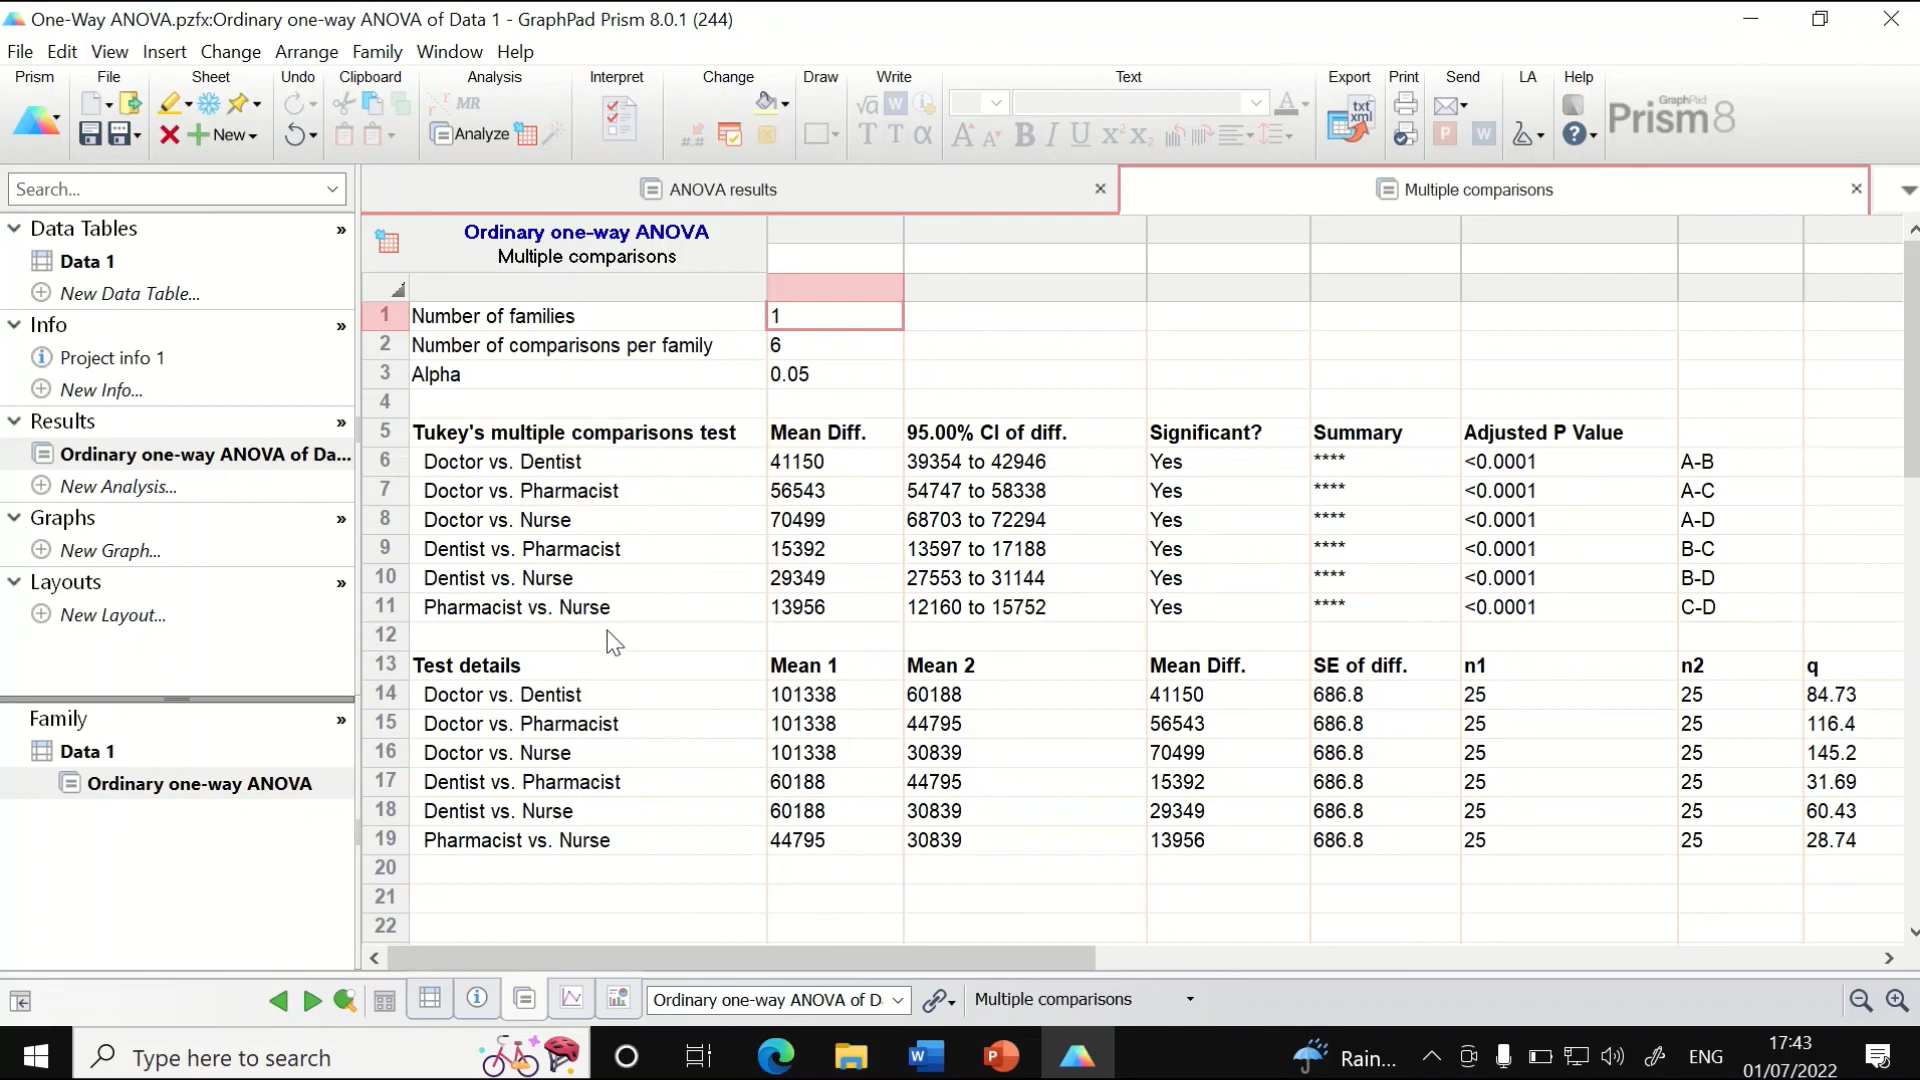 One-Way ANOVA.pzfx:Ordinary one-way ANOVA of Data 1 - GraphPad Prism 8.0.1 (244)
File Edit View Insert Change Arrange Family Window Help
Prism File Sheet Undo Clipboard Analysis Interpret Change Draw Write Text Export Print Send LA Help
MR
New Analyze
txt
xml
GraphPad
Prism 8
Search...
ANOVA results
Multiple comparisons
Data Tables
Data 1
New Data Table...
Info
Project info 1
New Info...
Results
Ordinary one-way ANOVA of Da...
New Analysis...
Graphs
New Graph...
Layouts
New Layout...
Family
Data 1
Ordinary one-way ANOVA
Ordinary one-way ANOVA
Multiple comparisons
1 Number of families 1
2 Number of comparisons per family 6
3 Alpha 0.05
4
5 Tukey's multiple comparisons test Mean Diff. 95.00% CI of diff. Significant? Summary Adjusted P Value
6 Doctor vs. Dentist 41150 39354 to 42946 Yes **** <0.0001 A-B
7 Doctor vs. Pharmacist 56543 54747 to 58338 Yes **** <0.0001 A-C
8 Doctor vs. Nurse 70499 68703 to 72294 Yes **** <0.0001 A-D
9 Dentist vs. Pharmacist 15392 13597 to 17188 Yes **** <0.0001 B-C
10 Dentist vs. Nurse 29349 27553 to 31144 Yes **** <0.0001 B-D
11 Pharmacist vs. Nurse 13956 12160 to 15752 Yes **** <0.0001 C-D
12
13 Test details Mean 1 Mean 2 Mean Diff. SE of diff. n1 n2 q
14 Doctor vs. Dentist 101338 60188 41150 686.8 25 25 84.73
15 Doctor vs. Pharmacist 101338 44795 56543 686.8 25 25 116.4
16 Doctor vs. Nurse 101338 30839 70499 686.8 25 25 145.2
17 Dentist vs. Pharmacist 60188 44795 15392 686.8 25 25 31.69
18 Dentist vs. Nurse 60188 30839 29349 686.8 25 25 60.43
19 Pharmacist vs. Nurse 44795 30839 13956 686.8 25 25 28.74
20
21
22
Ordinary one-way ANOVA of D
Multiple comparisons
Type here to search
Rain...
ENG
17:43
01/07/2022